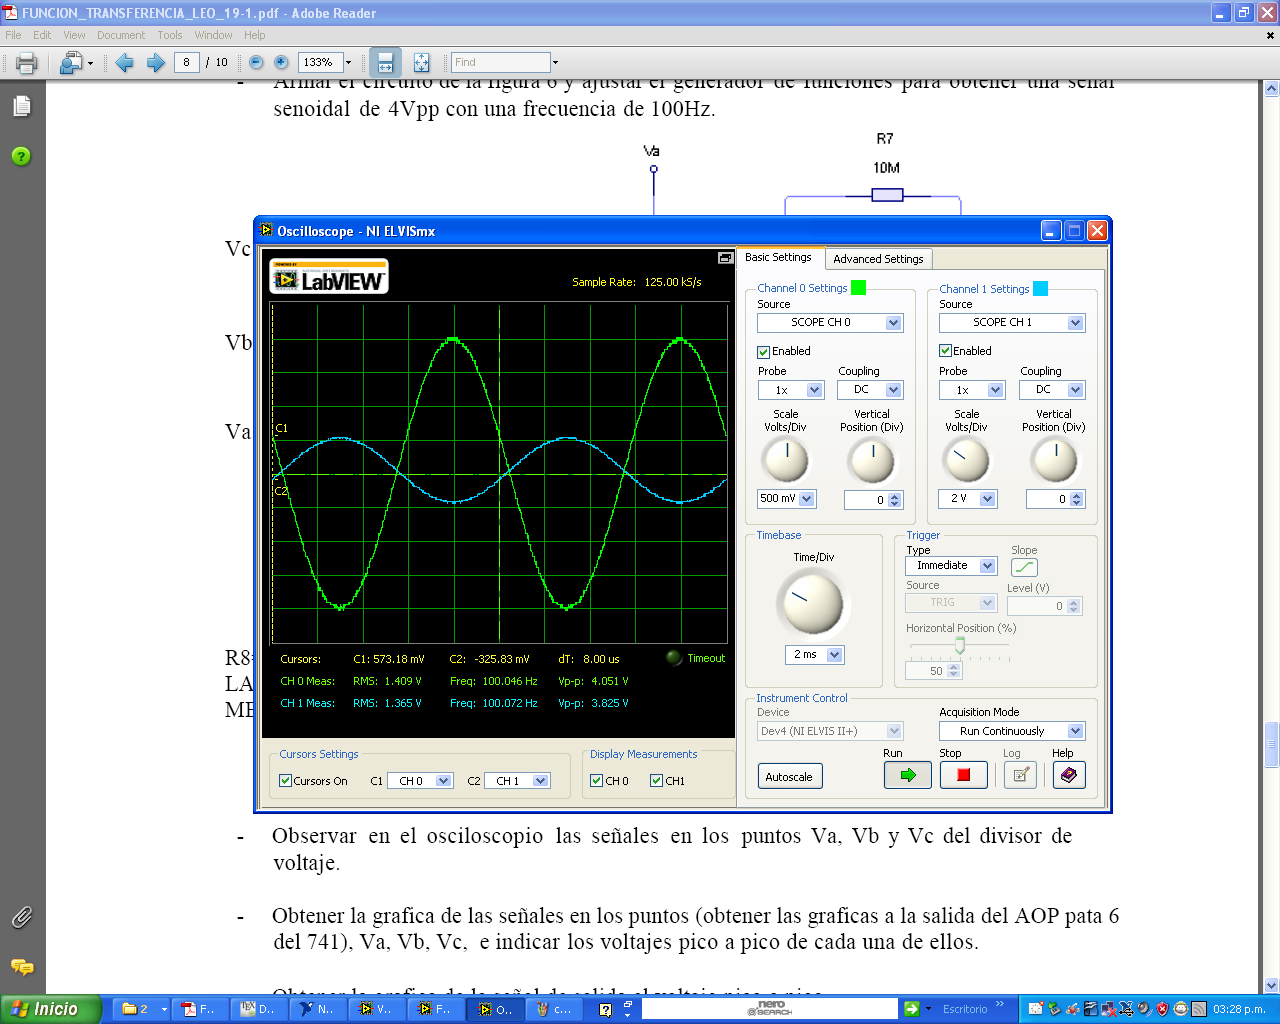 FUNCION_TRANSFERENCIA_LEO_19-1.pdf - Adobe Reader
File Edit View Document Tools Window Help
8 / 10 133% Find
- Armar el circuito de la figura 6 y ajustar el generador de funciones para obtener una señal
senoidal de 4Vpp con una frecuencia de 100Hz.
R7
Va
10M
Vc
Vb
Va
R8=
LA
ME
Oscilloscope - NI ELVISmx
POWERED BY
NATIONAL INSTRUMENTS
LabVIEW
Sample Rate: 125.00 kS/s
C1
C2
Cursors: C1: 573.18 mV C2: -325.83 mV dT: 8.00 us Timeout
CH 0 Meas: RMS: 1.409 V Freq: 100.046 Hz Vp-p: 4.051 V
CH 1 Meas: RMS: 1.365 V Freq: 100.072 Hz Vp-p: 3.825 V
Cursors Settings
Cursors On C1 CH 0 C2 CH 1
Display Measurements
CH 0 CH1
Basic Settings Advanced Settings
Channel 0 Settings
Source
SCOPE CH 0
Enabled
Probe Coupling
1x DC
Scale Volts/Div
Vertical Position (Div)
500 mV 0
Channel 1 Settings
Source
SCOPE CH 1
Enabled
Probe Coupling
1x DC
Scale Volts/Div
Vertical Position (Div)
2 V 0
Timebase
Time/Div
2 ms
Trigger
Type Slope
Immediate
Source Level (V)
TRIG 0
Horizontal Position (%)
50
Instrument Control
Device Acquisition Mode
Dev4 (NI ELVIS II+) Run Continuously
Run Stop Log Help
Autoscale
- Observar en el osciloscopio las señales en los puntos Va, Vb y Vc del divisor de
voltaje.
- Obtener la grafica de las señales en los puntos (obtener las graficas a la salida del AOP pata 6
del 741), Va, Vb, Vc, e indicar los voltajes pico a pico de cada una de ellos.
Inicio 2 F... D... N... V... F... O... c... nero SEARCH Escritorio 03:28 p.m.